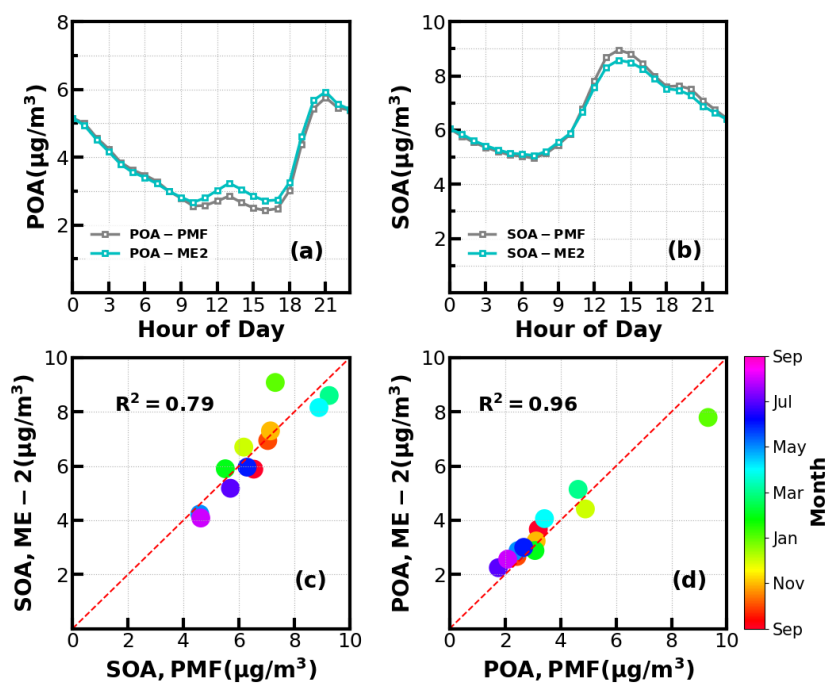 8
6
4
2
POA(μg/m³)
POA−PMF
POA−ME2
(a)
0 3 6 9 12 15 18 21
Hour of Day
10
8
6
4
2
SOA(μg/m³)
SOA−PMF
SOA−ME2
(b)
0 3 6 9 12 15 18 21
Hour of Day
10
8
6
4
2
SOA, ME−2(μg/m³)
R² = 0.79
(c)
0 2 4 6 8 10
SOA, PMF(μg/m³)
10
8
6
4
2
POA, ME−2(μg/m³)
R² = 0.96
(d)
0 2 4 6 8 10
POA, PMF(μg/m³)
Sep
Jul
May
Mar
Jan
Nov
Sep
Month